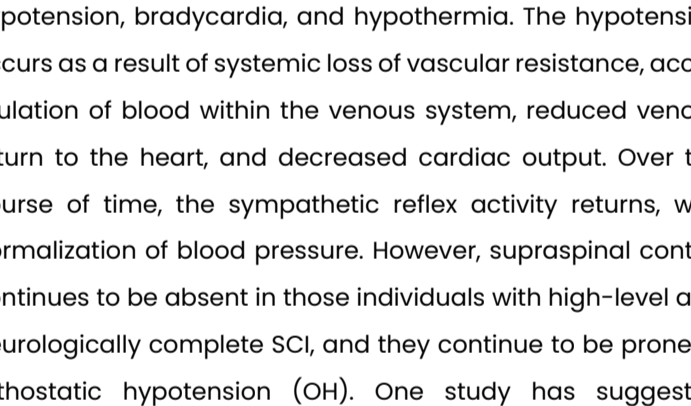 potension, bradycardia, and hypothermia. The hypotensi
curs as a result of systemic loss of vascular resistance, acc
ulation of blood within the venous system, reduced veno
turn to the heart, and decreased cardiac output. Over t
urse of time, the sympathetic reflex activity returns, w
rmalization of blood pressure. However, supraspinal cont
ntinues to be absent in those individuals with high-level a
urologically complete SCI, and they continue to be prone
thostatic hypotension (OH). One study has suggest